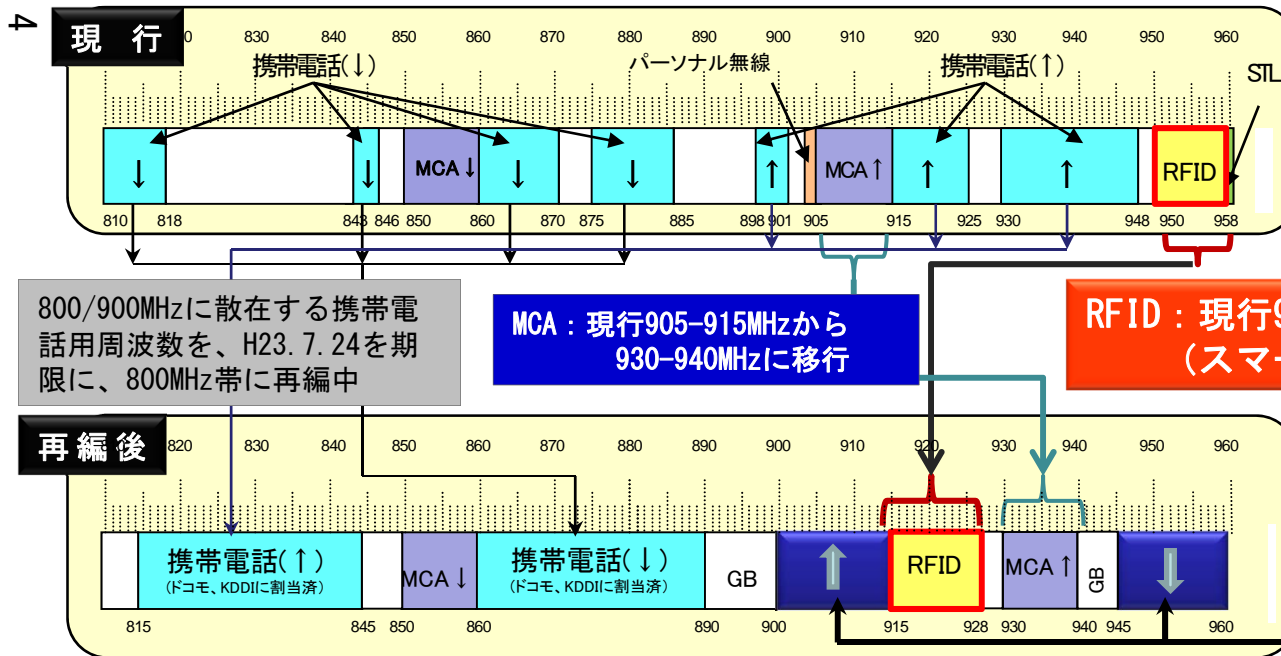 4
現 行
830 840 850 860 870 880 890 900 910 920 930 940 950 960
携帯電話(↓)
パーソナル無線
携帯電話(↑)
STL
↓ ↓ MCA↓ ↓ ↓ ↑ MCA↑ ↑ ↑ RFID
810 818 843 846 850 860 870 875 885 898 901 905 915 925 930 948 950 958
800/900MHzに散在する携帯電
話用周波数を、H23.7.24を期
限に、800MHz帯に再編中
MCA：現行905-915MHzから
930-940MHzに移行
RFID：現行9
（スマー
再編後
820 830 840 850 860 870 880 890 900 910 920 930 940 950 960
携帯電話(↑)
(ドコモ、KDDIに割当済)
MCA↓
携帯電話(↓)
(ドコモ、KDDIに割当済)
GB
↑
RFID
MCA↑
GB
↓
815 845 850 860 890 900 915 928 930 940 945 960